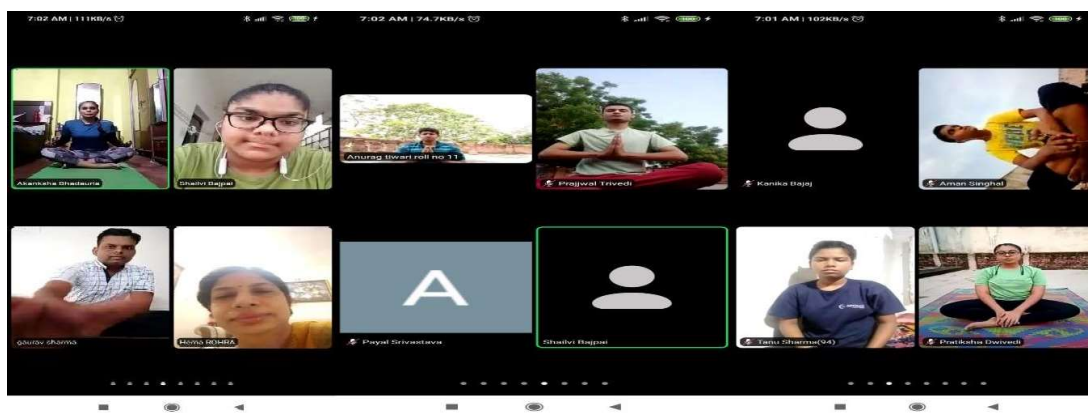 7:02 AM | 111KB/s
7:02 AM | 74.7KB/s
7:01 AM | 102KB/s
Akanksha Bhadauria
Shailvi Bajpai
Anurag tiwari roll no 11
Prajjwal Trivedi
Kanika Bajaj
Aman Singhal
A
gaurav sharma
Hema ROHRA
Payal Srivastava
Shailvi Bajpai
Tanu Sharma(94)
Pratiksha Dwivedi